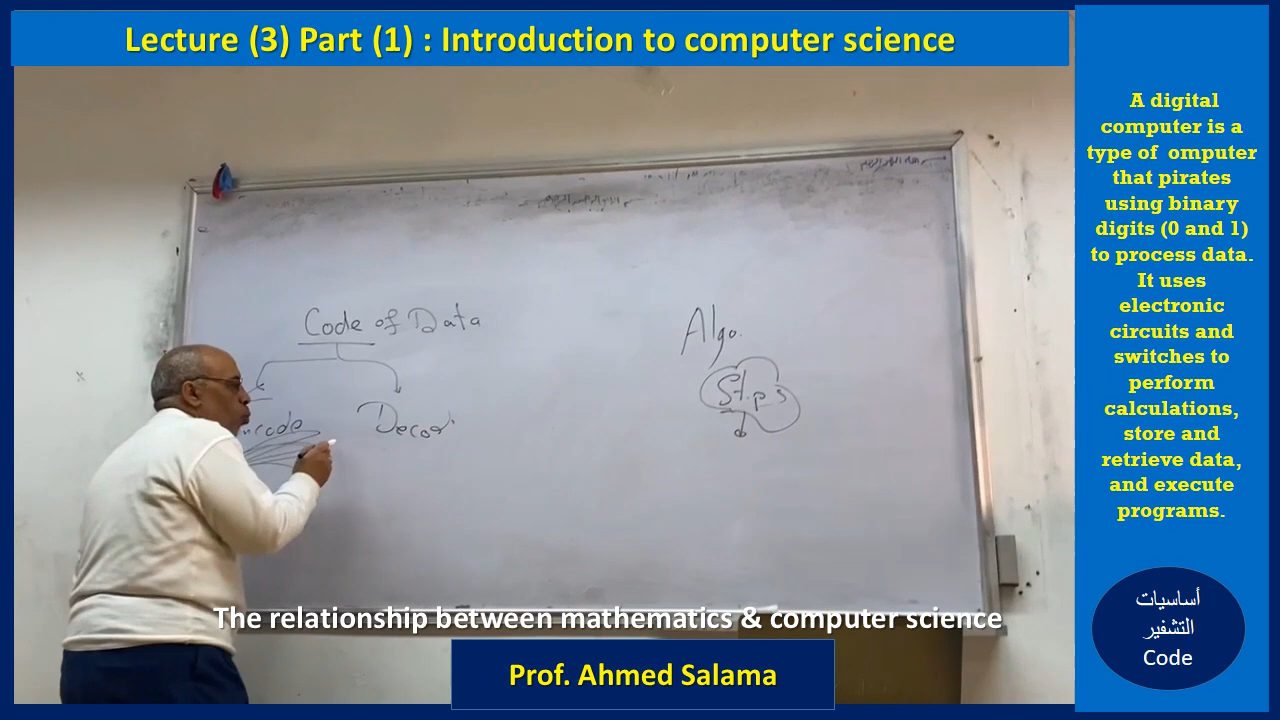 Lecture (3) Part (1) : Introduction to computer science
A digital
computer is a
type of omputer
that pirates
using binary
digits (0 and 1)
to process data.
It uses
electronic
circuits and
switches to
perform
calculations,
store and
retrieve data,
and execute
programs.
أساسيات
التشفير
Code
Code of Data
Algo.
Steps
The relationship between mathematics & computer science
Prof. Ahmed Salama